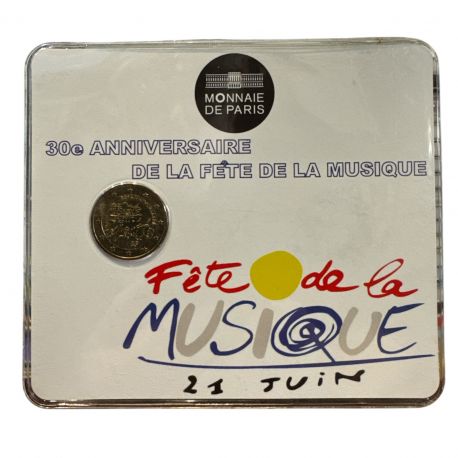 MONNAIE
DE PARIS
30e ANNIVERSAIRE
DE LA FÊTE DE LA MUSIQUE
Fête de la
MUSIQUE
21 JUIN